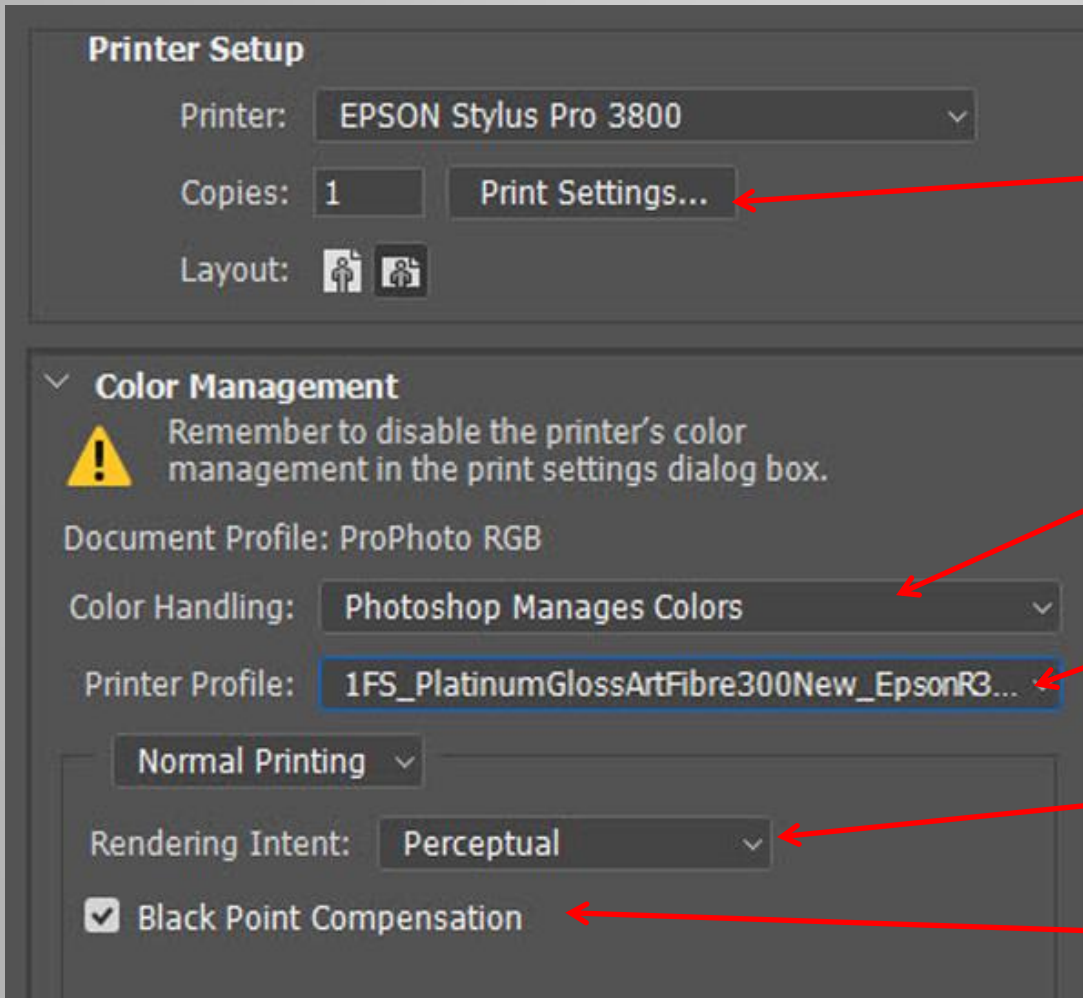 Printer Setup
Printer: EPSON Stylus Pro 3800
Copies: 1 Print Settings...
Layout:
Color Management
Remember to disable the printer's color
management in the print settings dialog box.
Document Profile: ProPhoto RGB
Color Handling: Photoshop Manages Colors
Printer Profile: 1FS_PlatinumGlossArtFibre300New_EpsonR3...
Normal Printing
Rendering Intent: Perceptual
Black Point Compensation